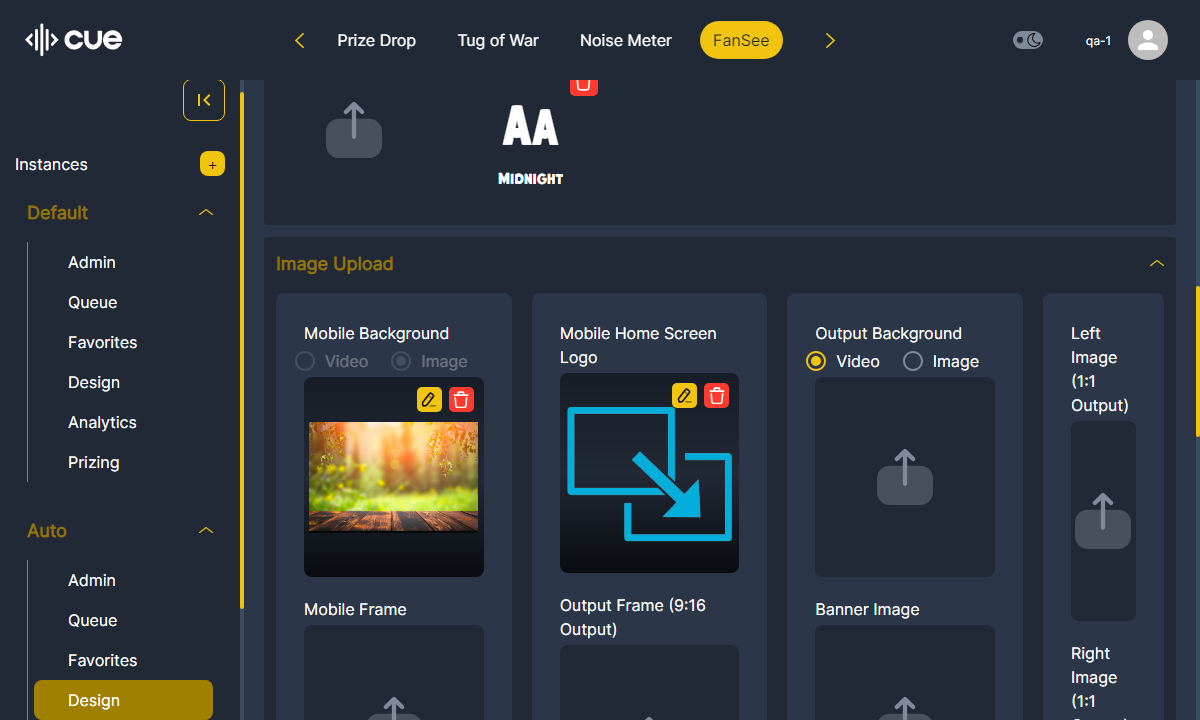 cue
Prize Drop
Tug of War
Noise Meter
FanSee
qa-1
Instances
+
Default
Admin
Queue
Favorites
Design
Analytics
Prizing
Auto
Admin
Queue
Favorites
Design
AA
MIDNIGHT
Image Upload
Mobile Background
Video
Image
Mobile Frame
Mobile Home Screen
Logo
Output Frame (9:16
Output)
Output Background
Video
Image
Banner Image
Left
Image
(1:1
Output)
Right
Image
(1:1